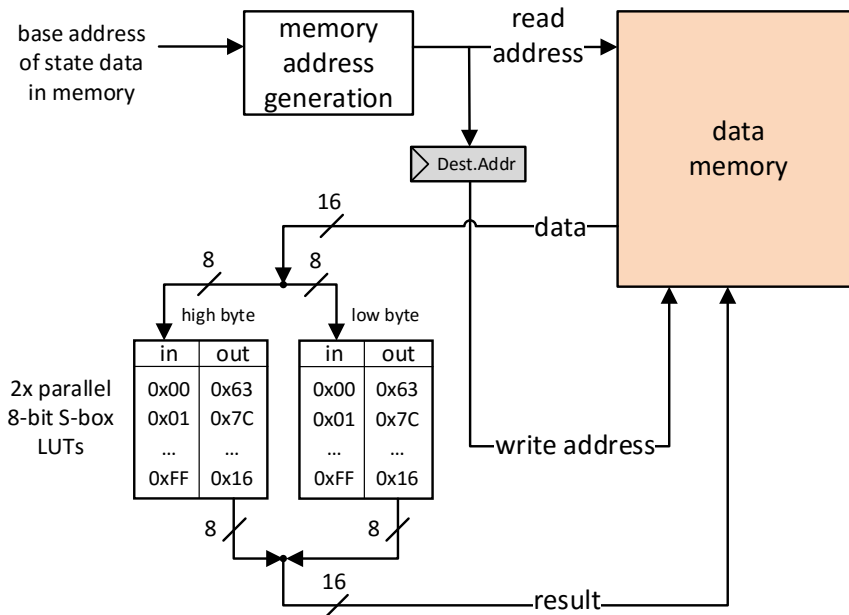 base address
of state data
in memory
memory
address
generation
read
address
data
memory
Dest.Addr
16
data
8
8
high byte
low byte
2x parallel
8-bit S-box
LUTs
in out
0x00 0x63
0x01 0x7C
... ...
0xFF 0x16
in out
0x00 0x63
0x01 0x7C
... ...
0xFF 0x16
write address
8
8
16
result